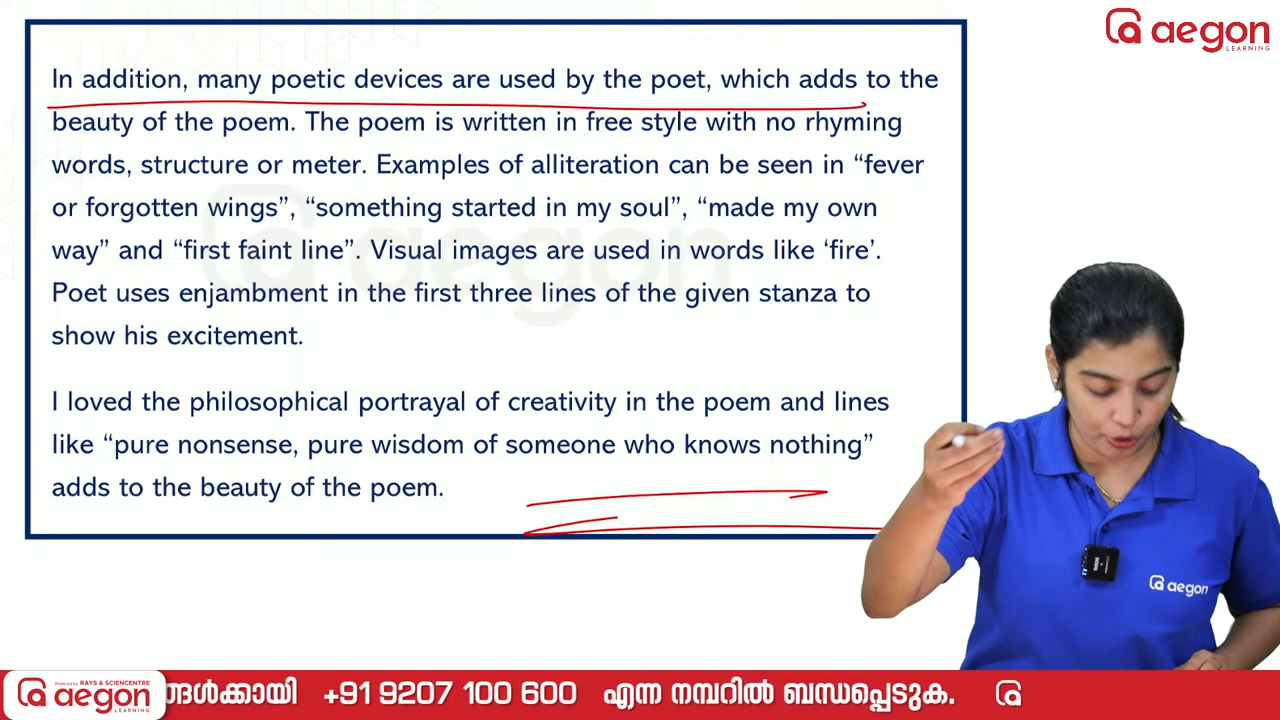 aegon
LEARNING
In addition, many poetic devices are used by the poet, which adds to the
beauty of the poem. The poem is written in free style with no rhyming
words, structure or meter. Examples of alliteration can be seen in “fever
or forgotten wings”, “something started in my soul”, “made my own
way” and “first faint line”. Visual images are used in words like ‘fire’.
Poet uses enjambment in the first three lines of the given stanza to
show his excitement.
I loved the philosophical portrayal of creativity in the poem and lines
like “pure nonsense, pure wisdom of someone who knows nothing”
adds to the beauty of the poem.
aegon
aegon
Powered by RAYS & SCIENCENTRE
aegon
LEARNING
ങ്ങൾക്കായി +91 9207 100 600 എന്ന നമ്പറിൽ ബന്ധപ്പെടുക.